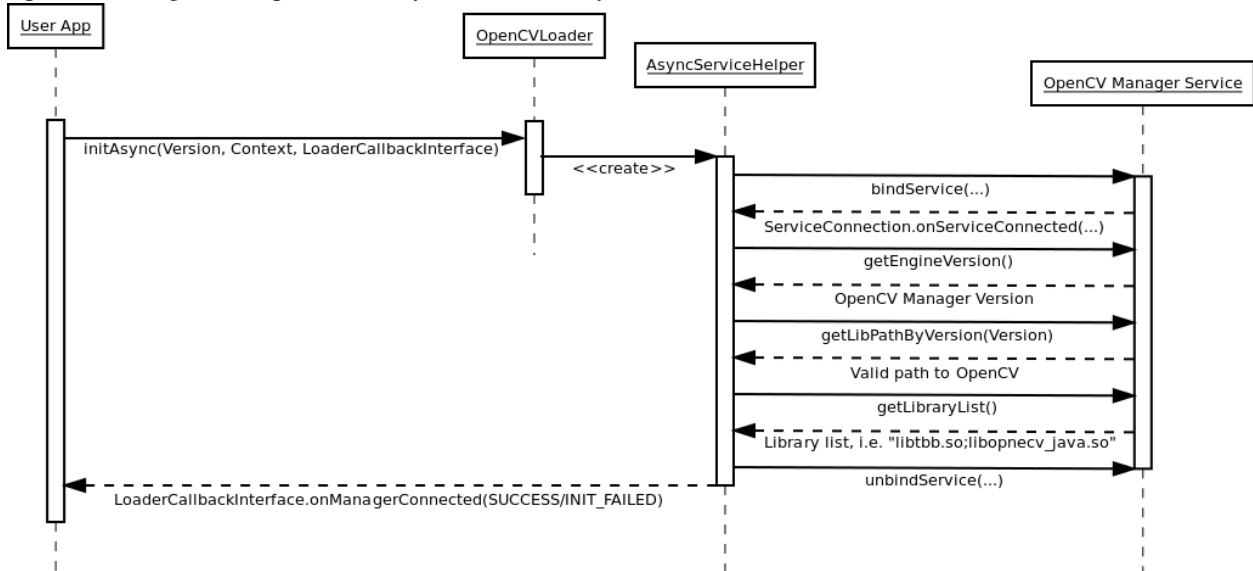 User App
OpenCVLoader
AsyncServiceHelper
OpenCV Manager Service
initAsync(Version, Context, LoaderCallbackInterface)
<<create>>
bindService(...)
ServiceConnection.onServiceConnected(...)
getEngineVersion()
OpenCV Manager Version
getLibPathByVersion(Version)
Valid path to OpenCV
getLibraryList()
Library list, i.e. "libtbb.so;libopnecv_java.so"
unbindService(...)
LoaderCallbackInterface.onManagerConnected(SUCCESS/INIT_FAILED)